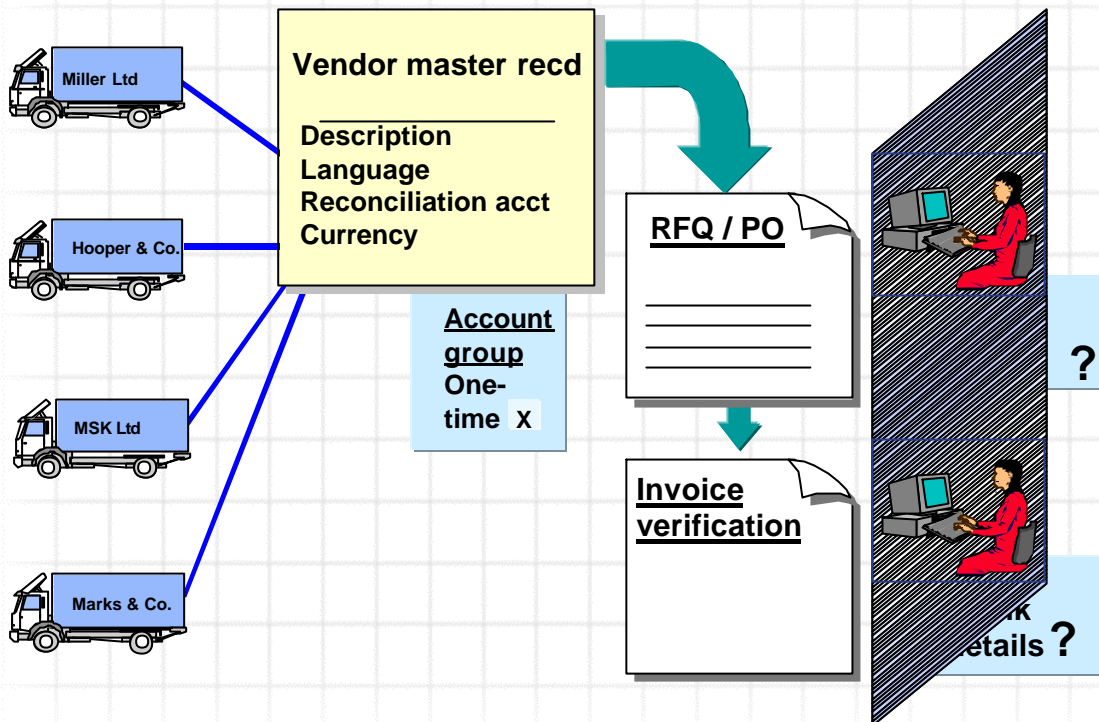 Miller Ltd
Hooper & Co.
MSK Ltd
Marks & Co.
Vendor master recd
Description
Language
Reconciliation acct
Currency
Account
group
One-
time X
RFQ / PO
Invoice
verification
?
?